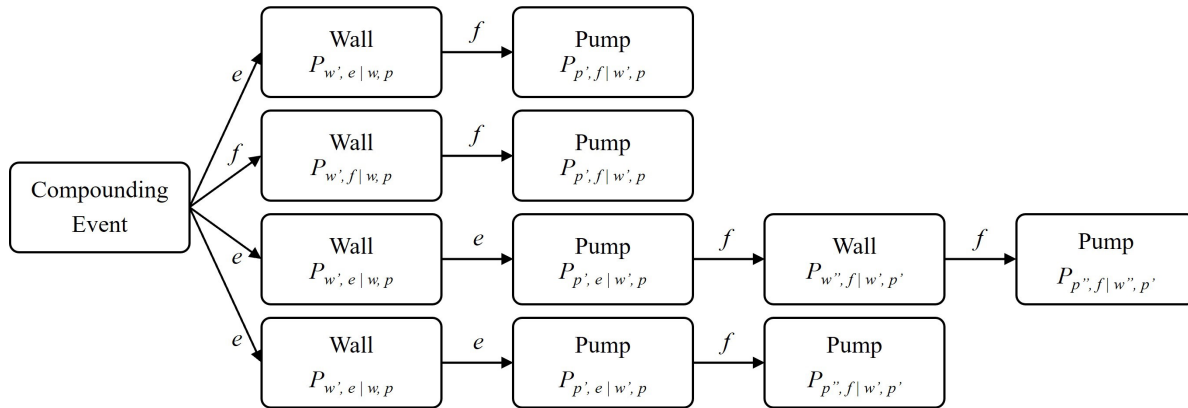 e
Wall
P_{w', e | w, p}
f
Pump
P_{p', f | w', p}
f
Wall
P_{w', f | w, p}
f
Pump
P_{p', f | w', p}
Compounding
Event
e
Wall
P_{w', e | w, p}
e
Pump
P_{p', e | w', p}
f
Wall
P_{w'', f | w', p'}
f
Pump
P_{p'', f | w'', p'}
e
Wall
P_{w', e | w, p}
e
Pump
P_{p', e | w', p}
f
Pump
P_{p'', f | w', p'}